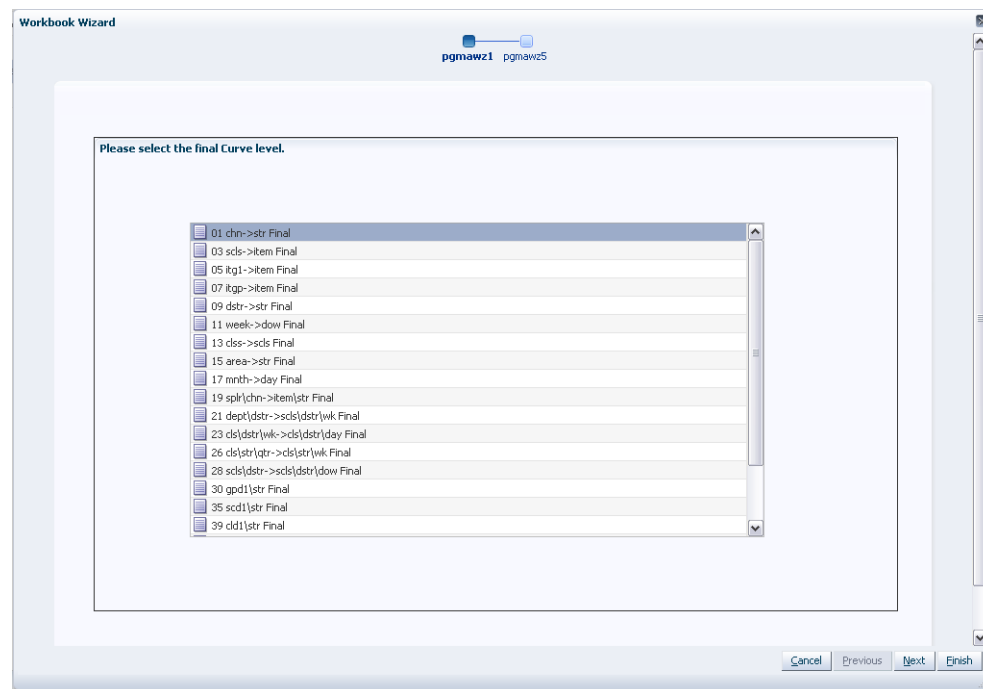 Workbook Wizard
pgmawz1 pgmawz5
Please select the final Curve level.
01 chn->str Final
03 scls->item Final
05 itg1->item Final
07 itgp->item Final
09 dstr->str Final
11 week->dow Final
13 clss->scls Final
15 area->str Final
17 mnth->day Final
19 splr\chn->item\str Final
21 dept\dstr->scls\dstr\wk Final
23 cls\dstr\wk->cls\dstr\day Final
26 cls\str\qtr->cls\str\wk Final
28 scls\dstr->scls\dstr\dow Final
30 gpd1\str Final
35 scd1\str Final
39 cld1\str Final
Cancel Previous Next Finish